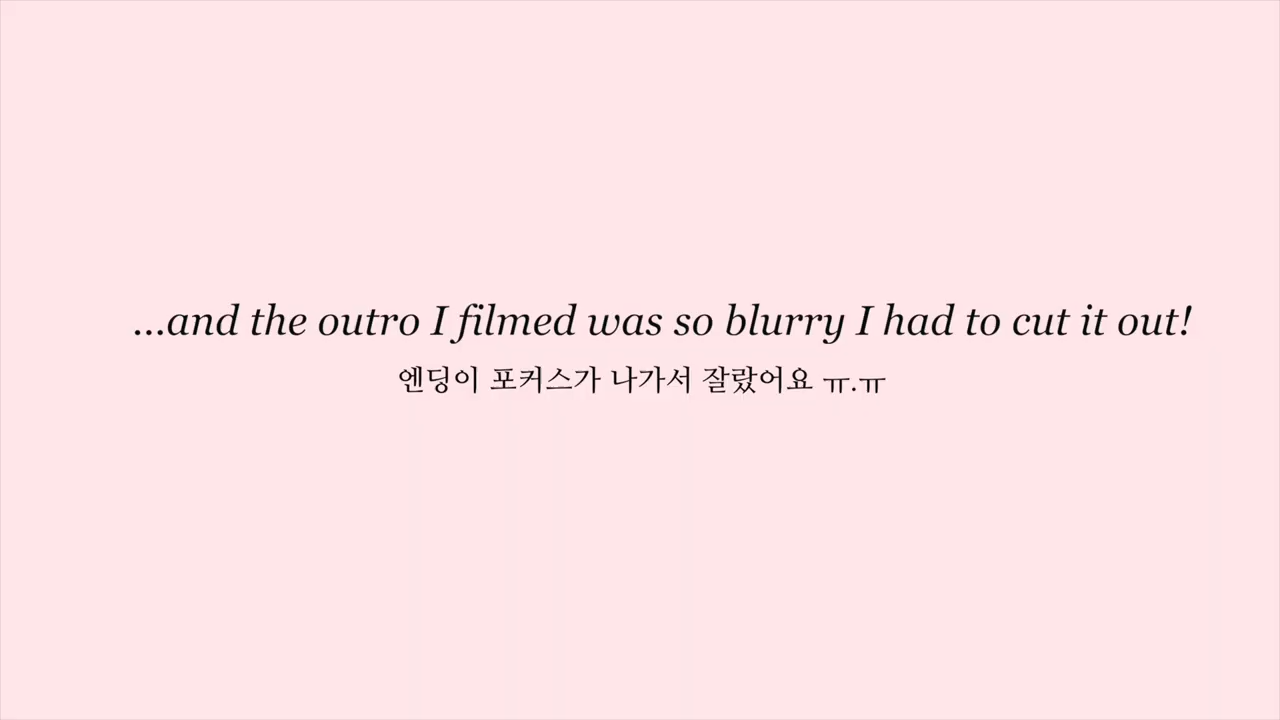 ...and the outro I filmed was so blurry I had to cut it out!
엔딩이 포커스가 나가서 잘랐어요 ㅠ.ㅠ